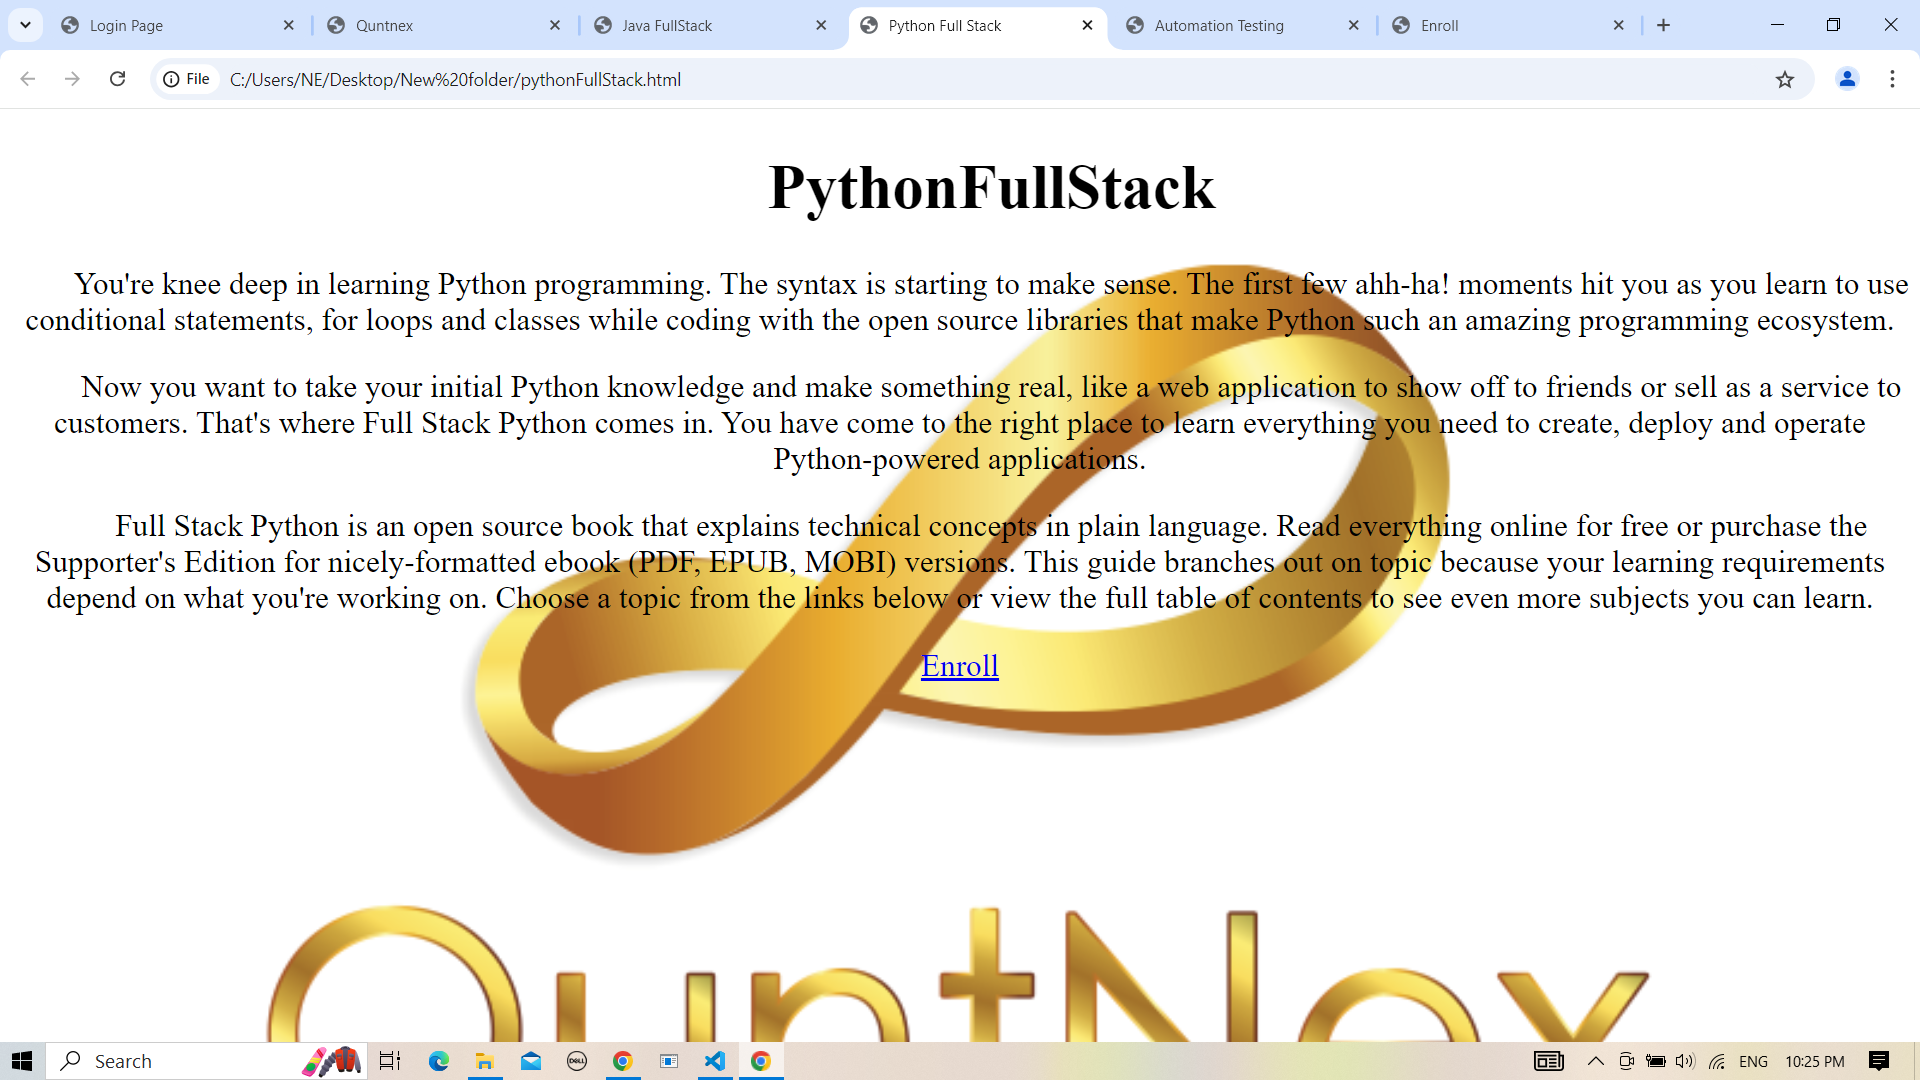 Login Page
Quntnex
Java FullStack
Python Full Stack
Automation Testing
Enroll
File
C:/Users/NE/Desktop/New%20folder/pythonFullStack.html
PythonFullStack
You're knee deep in learning Python programming. The syntax is starting to make sense. The first few ahh-ha! moments hit you as you learn to use
conditional statements, for loops and classes while coding with the open source libraries that make Python such an amazing programming ecosystem.
Now you want to take your initial Python knowledge and make something real, like a web application to show off to friends or sell as a service to
customers. That's where Full Stack Python comes in. You have come to the right place to learn everything you need to create, deploy and operate
Python-powered applications.
Full Stack Python is an open source book that explains technical concepts in plain language. Read everything online for free or purchase the
Supporter's Edition for nicely-formatted ebook (PDF, EPUB, MOBI) versions. This guide branches out on topic because your learning requirements
depend on what you're working on. Choose a topic from the links below or view the full table of contents to see even more subjects you can learn.
Enroll
QuntNex
Search
DELL
ENG
10:25 PM